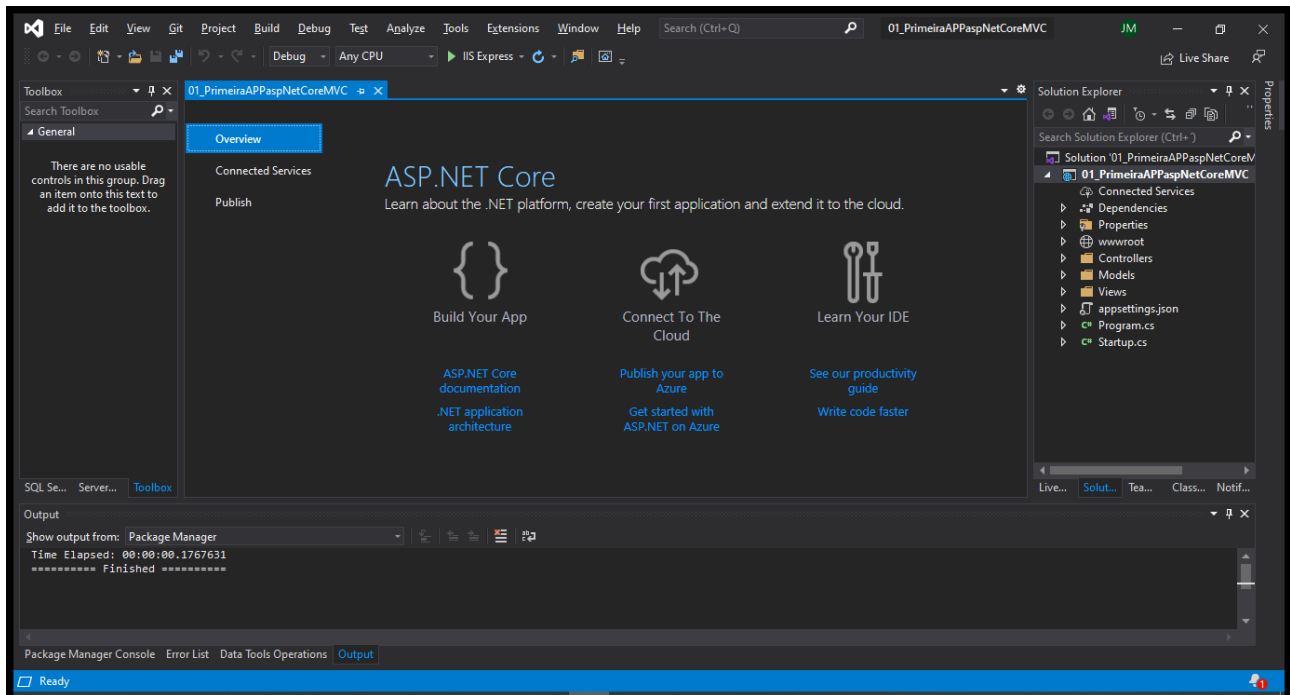 File Edit View Git Project Build Debug Test Analyze Tools Extensions Window Help Search (Ctrl+Q) 01_PrimeiraAPPaspNetCoreMVC JM
Debug Any CPU IIS Express Live Share
Toolbox
Search Toolbox
General
There are no usable
controls in this group. Drag
an item onto this text to
add it to the toolbox.
SQL Se... Server... Toolbox
01_PrimeiraAPPaspNetCoreMVC
Overview
Connected Services
Publish
ASP.NET Core
Learn about the .NET platform, create your first application and extend it to the cloud.
Build Your App
ASP.NET Core
documentation
.NET application
architecture
Connect To The
Cloud
Publish your app to
Azure
Get started with
ASP.NET on Azure
Learn Your IDE
See our productivity
guide
Write code faster
Solution Explorer
Search Solution Explorer (Ctrl+´)
Solution '01_PrimeiraAPPaspNetCoreM
01_PrimeiraAPPaspNetCoreMVC
Connected Services
Dependencies
Properties
wwwroot
Controllers
Models
Views
appsettings.json
C# Program.cs
C# Startup.cs
Live... Solut... Tea... Class... Notif...
Properties
Output
Show output from: Package Manager
Time Elapsed: 00:00:00.1767631
========== Finished ==========
Package Manager Console Error List Data Tools Operations Output
Ready 1